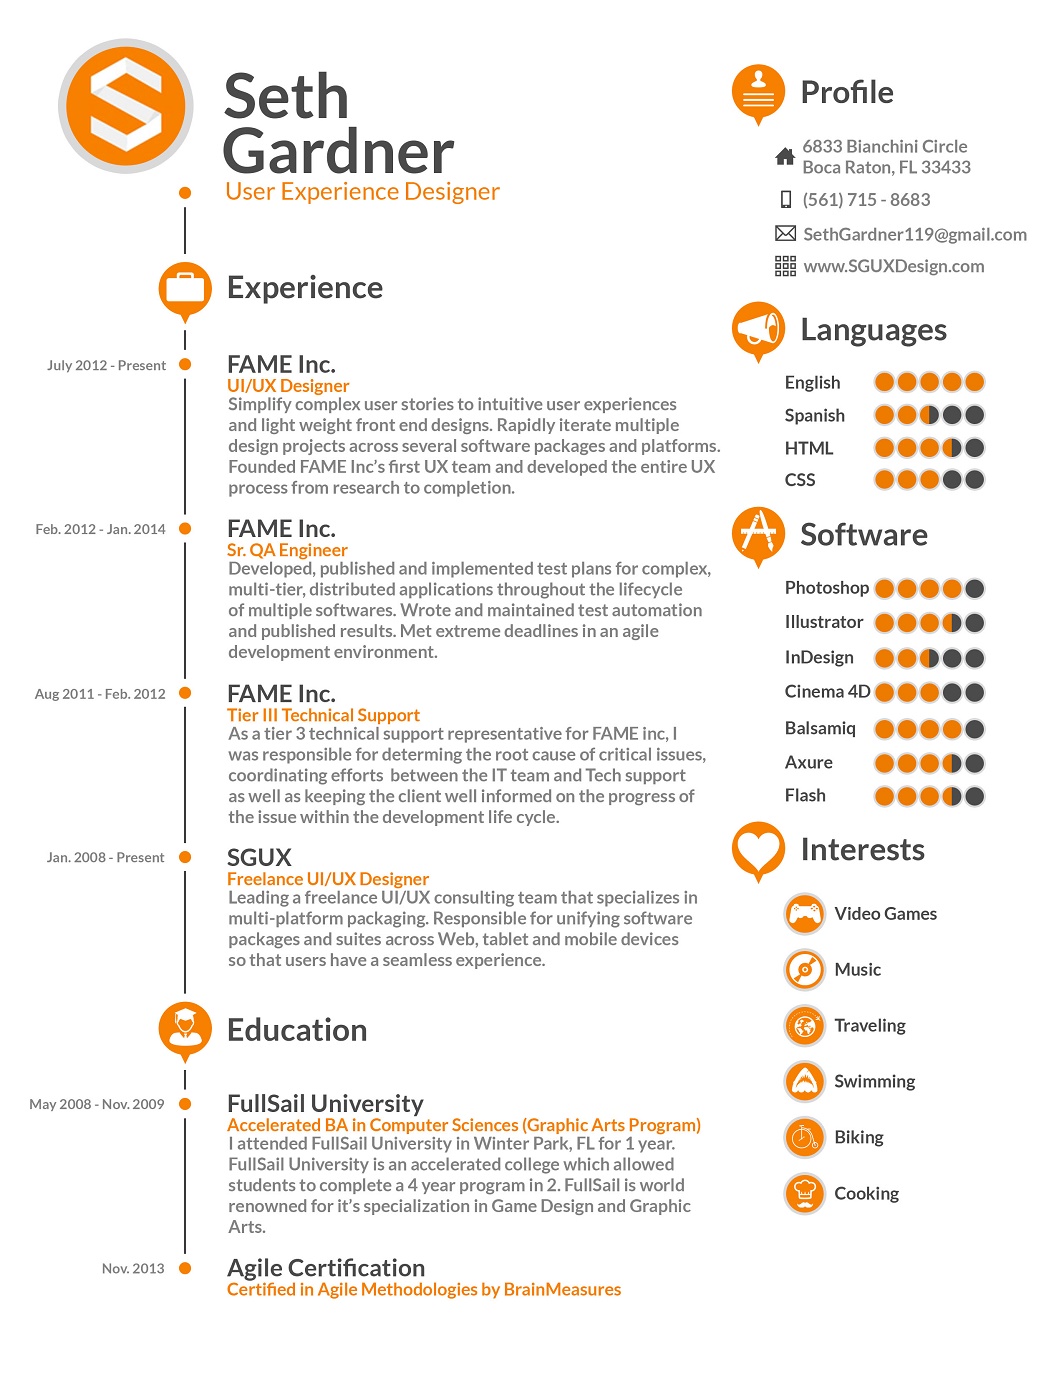 Seth
Gardner
User Experience Designer
Experience
July 2012 - Present
FAME Inc.
UI/UX Designer
Simplify complex user stories to intuitive user experiences
and light weight front end designs. Rapidly iterate multiple
design projects across several software packages and platforms.
Founded FAME Inc's first UX team and developed the entire UX
process from research to completion.
Feb. 2012 - Jan. 2014
FAME Inc.
Sr. QA Engineer
Developed, published and implemented test plans for complex,
multi-tier, distributed applications throughout the lifecycle
of multiple softwares. Wrote and maintained test automation
and published results. Met extreme deadlines in an agile
development environment.
Aug 2011 - Feb. 2012
FAME Inc.
Tier III Technical Support
As a tier 3 technical support representative for FAME inc, I
was responsible for determing the root cause of critical issues,
coordinating efforts between the IT team and Tech support
as well as keeping the client well informed on the progress of
the issue within the development life cycle.
Jan. 2008 - Present
SGUX
Freelance UI/UX Designer
Leading a freelance UI/UX consulting team that specializes in
multi-platform packaging. Responsible for unifying software
packages and suites across Web, tablet and mobile devices
so that users have a seamless experience.
Education
May 2008 - Nov. 2009
FullSail University
Accelerated BA in Computer Sciences (Graphic Arts Program)
I attended FullSail University in Winter Park, FL for 1 year.
FullSail University is an accelerated college which allowed
students to complete a 4 year program in 2. FullSail is world
renowned for it's specialization in Game Design and Graphic
Arts.
Nov. 2013
Agile Certification
Certified in Agile Methodologies by BrainMeasures
Profile
6833 Bianchini Circle
Boca Raton, FL 33433
(561) 715 - 8683
SethGardner119@gmail.com
www.SGUXDesign.com
Languages
English
Spanish
HTML
CSS
Software
Photoshop
Illustrator
InDesign
Cinema 4D
Balsamiq
Axure
Flash
Interests
Video Games
Music
Traveling
Swimming
Biking
Cooking